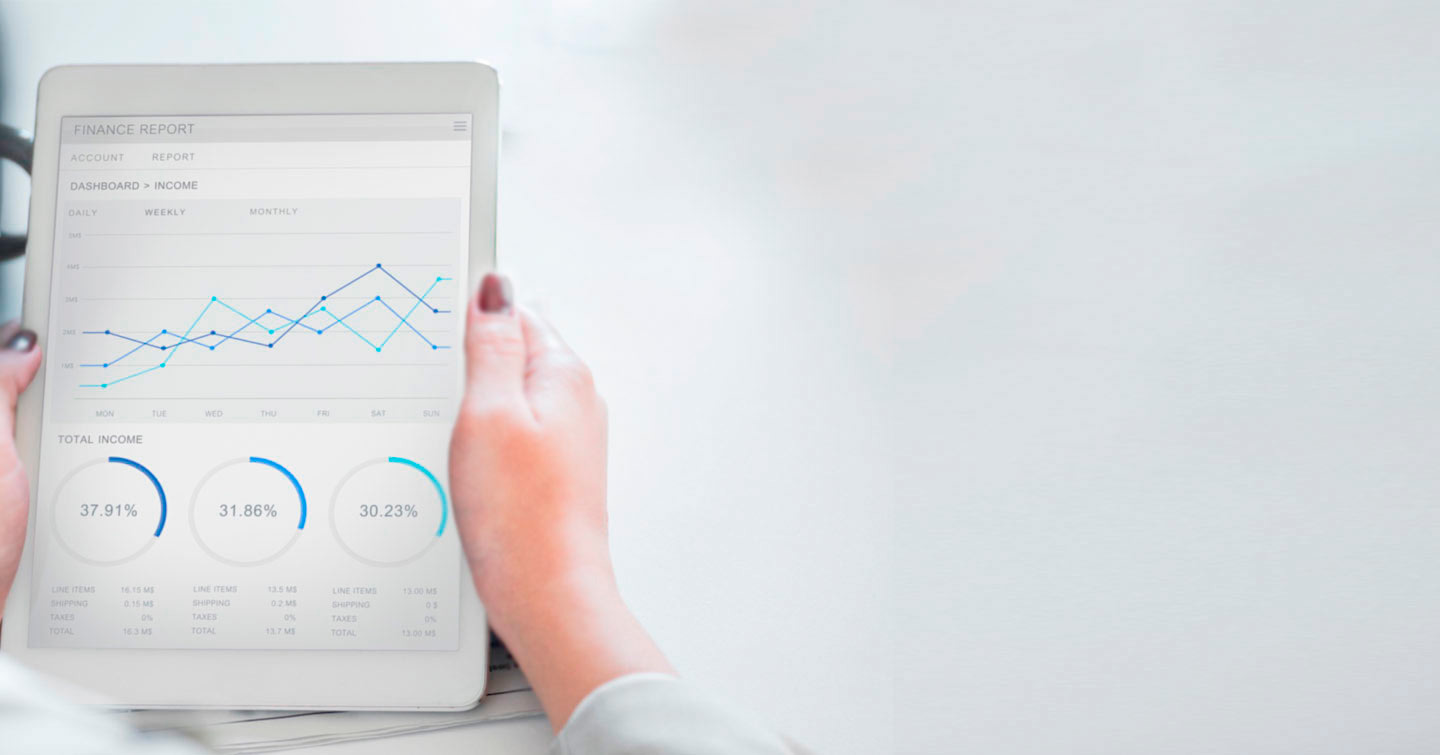 FINANCE REPORT
ACCOUNT REPORT
DASHBOARD > INCOME
DAILY WEEKLY MONTHLY
5M$
4M$
3M$
2M$
1M$
MON TUE WED THU FRI SAT SUN
TOTAL INCOME
37.91% 31.86% 30.23%
LINE ITEMS 16.15 M$ LINE ITEMS 13.5 M$ LINE ITEMS 13.00 M$
SHIPPING 0.15 M$ SHIPPING 0.2 M$ SHIPPING 0 $
TAXES 0% TAXES 0% TAXES 0%
TOTAL 16.3 M$ TOTAL 13.7 M$ TOTAL 13.00 M$